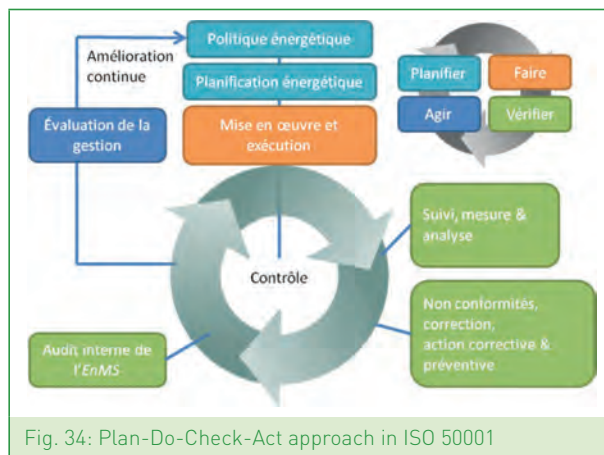 Politique énergétique
Amélioration
continue
Planification énergétique
Planifier
Faire
Évaluation de la
gestion
Mise en œuvre et
exécution
Agir
Vérifier
Suivi, mesure &
analyse
Contrôle
Non conformités,
correction,
action corrective &
préventive
Audit interne de
l'EnMS
Fig. 34: Plan-Do-Check-Act approach in ISO 50001